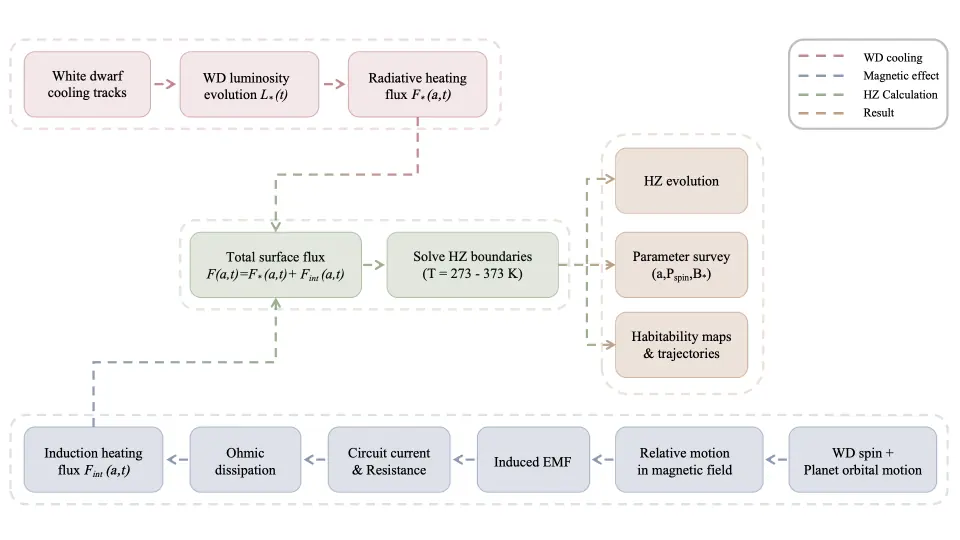 White dwarf
cooling tracks
WD luminosity
evolution L*(t)
Radiative heating
flux F*(a,t)
WD cooling
Magnetic effect
HZ Calculation
Result
HZ evolution
Total surface flux
F(a,t)=F*(a,t)+ Fint (a,t)
Solve HZ boundaries
(T = 273 - 373 K)
Parameter survey
(a,Pspin,B*)
Habitability maps
& trajectories
Induction heating
flux Fint (a,t)
Ohmic
dissipation
Circuit current
& Resistance
Induced EMF
Relative motion
in magnetic field
WD spin +
Planet orbital motion